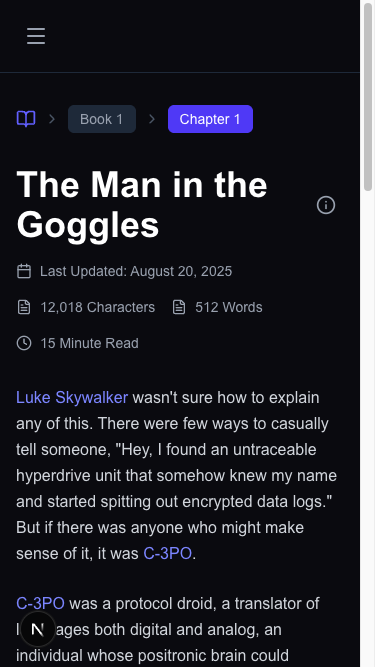 Book 1
Chapter 1
The Man in the
Goggles
Last Updated: August 20, 2025
12,018 Characters
512 Words
15 Minute Read
Luke Skywalker wasn't sure how to explain
any of this. There were few ways to casually
tell someone, "Hey, I found an untraceable
hyperdrive unit that somehow knew my name
and started spitting out encrypted data logs."
But if there was anyone who might make
sense of it, it was C-3PO.
C-3PO was a protocol droid, a translator of
N
ages both digital and analog, an
individual whose positronic brain could